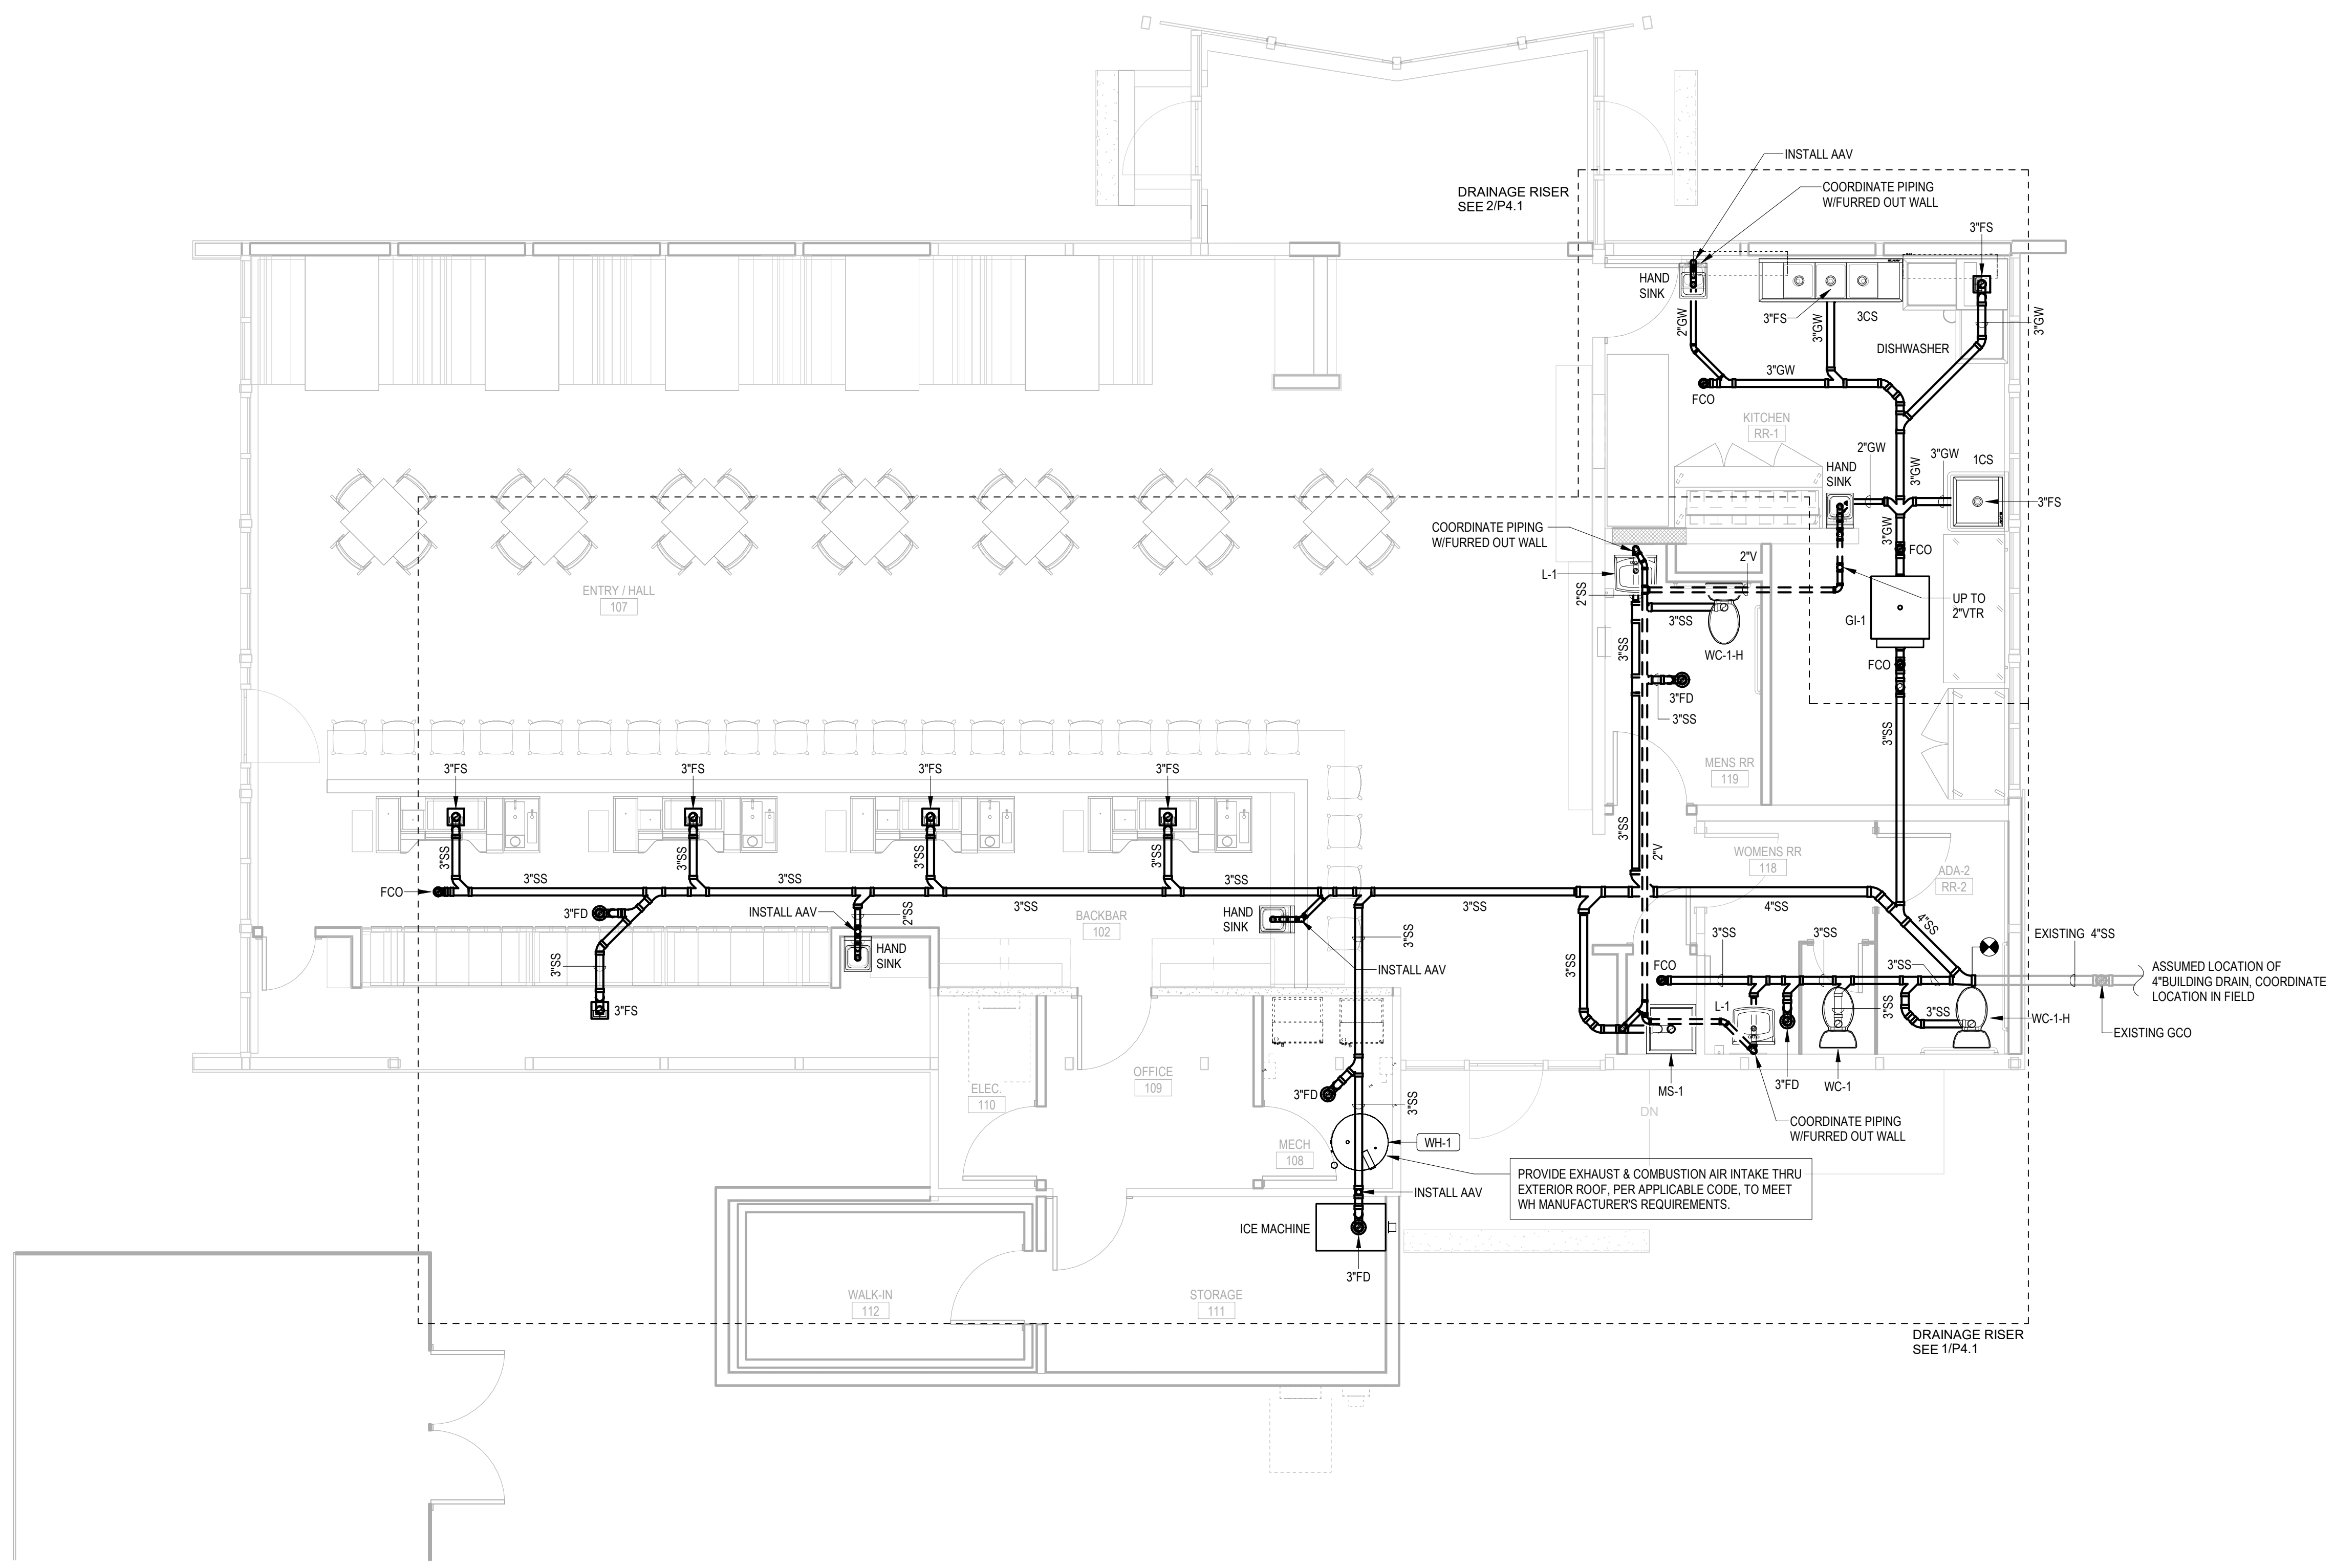 INSTALL AAV
DRAINAGE RISER
SEE 2/P4.1
COORDINATE PIPING
W/FURRED OUT WALL
3"FS
HAND
SINK
2"GW
3"FS
3"GW
3CS
3"GW
DISHWASHER
3"GW
FCO
KITCHEN
RR-1
2"GW
3"GW
3"GW
1CS
HAND
SINK
3"FS
COORDINATE PIPING
W/FURRED OUT WALL
3"GW
FCO
2"V
L-1
2"SS
ENTRY / HALL
107
UP TO
2"VTR
3"SS
GI-1
3"SS
WC-1-H
FCO
3"FD
3"SS
3"SS
MENS RR
119
3"FS
3"FS
3"FS
3"FS
3"SS
3"SS
3"SS
3"SS
3"SS
2"V
WOMENS RR
118
ADA-2
RR-2
FCO
3"SS
3"SS
3"SS
3"SS
3"SS
3"SS
4"SS
3"FD
INSTALL AAV
2"SS
BACKBAR
102
HAND
SINK
4"SS
3"SS
3"SS
3"SS
EXISTING 4"SS
HAND
SINK
3"SS
3"SS
INSTALL AAV
FCO
3"SS
ASSUMED LOCATION OF
4"BUILDING DRAIN, COORDINATE
LOCATION IN FIELD
3"FS
L-1
3"SS
3"SS
WC-1-H
EXISTING GCO
OFFICE
109
ELEC.
110
3"FD
3"SS
MS-1
3"FD
WC-1
DN
COORDINATE PIPING
W/FURRED OUT WALL
MECH
108
WH-1
PROVIDE EXHAUST & COMBUSTION AIR INTAKE THRU
EXTERIOR ROOF, PER APPLICABLE CODE, TO MEET
WH MANUFACTURER'S REQUIREMENTS.
INSTALL AAV
ICE MACHINE
3"FD
WALK-IN
112
STORAGE
111
DRAINAGE RISER
SEE 1/P4.1